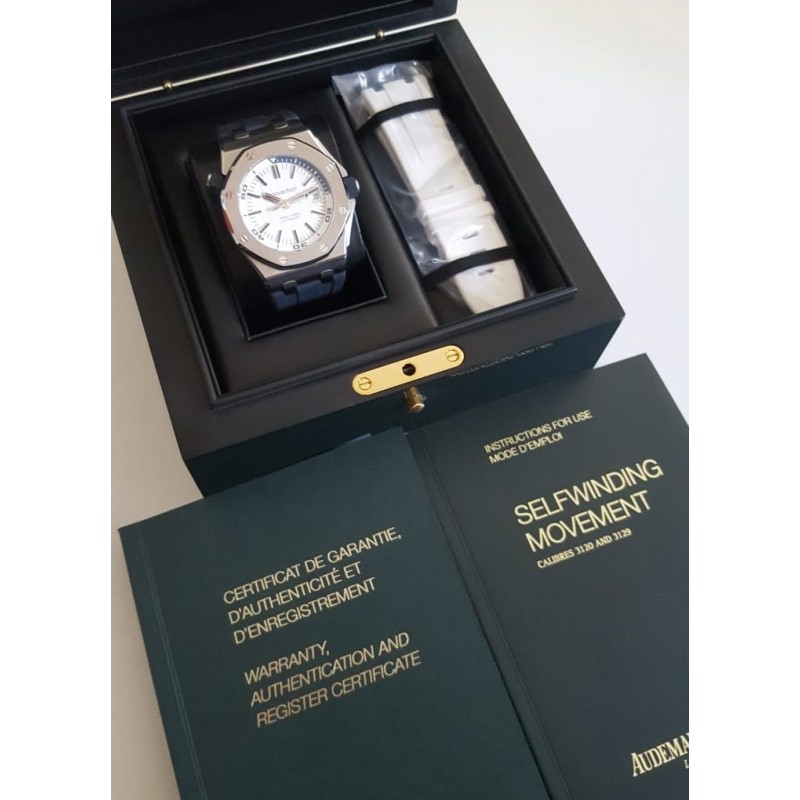 INSTRUCTIONS FOR USE
MODE D'EMPLOI
SELFWINDING
MOVEMENT
CALIBRES 3120 AND 3129
AUDEMA
L
CERTIFICAT DE GARANTIE,
D'AUTHENTICITÉ ET
D'ENREGISTREMENT
WARRANTY,
AUTHENTICATION AND
REGISTER CERTIFICATE